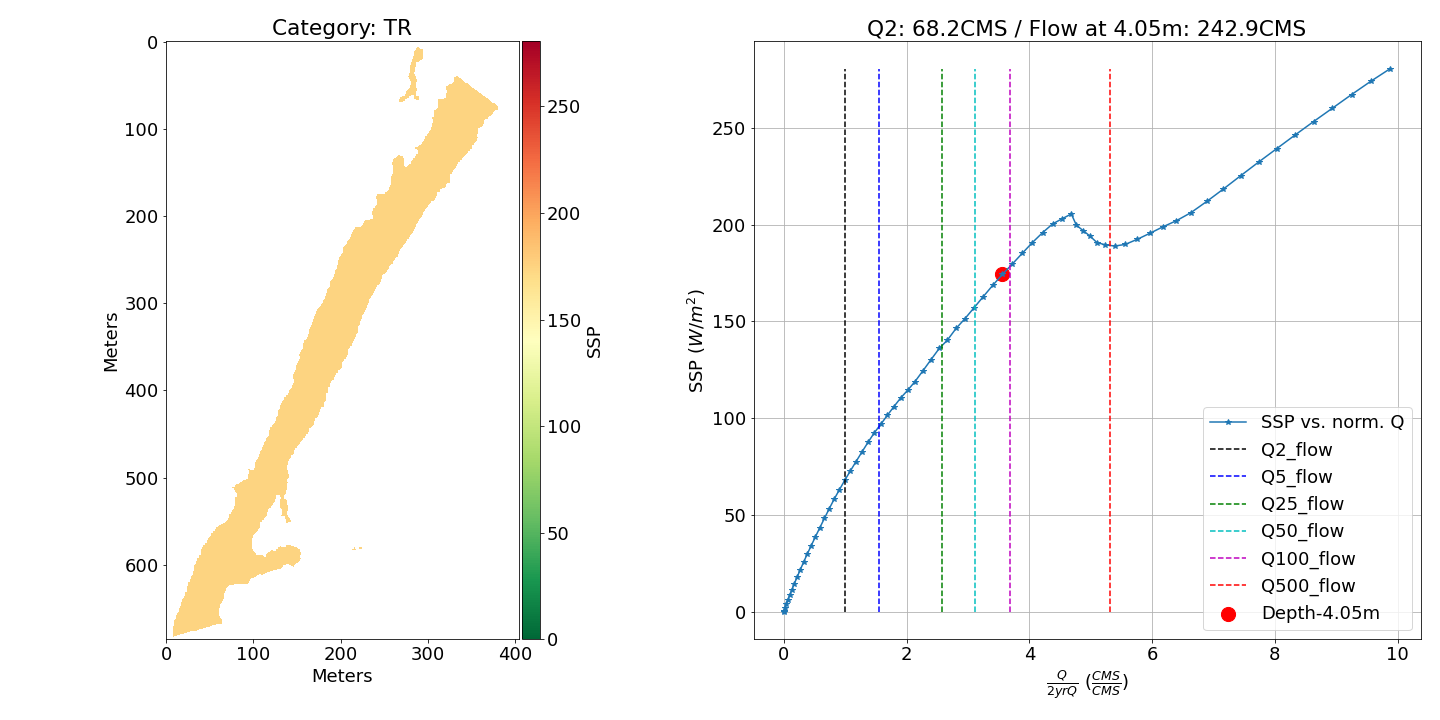 Category: TR
0
100
200
300
400
500
600
Meters
0
100
200
300
400
Meters
250
200
150
100
50
0
SSP
Q2: 68.2CMS / Flow at 4.05m: 242.9CMS
250
200
150
100
50
0
SSP (W/m²)
0
2
4
6
8
10
Q/2yrQ (CMS/CMS)
SSP vs. norm. Q
Q2_flow
Q5_flow
Q25_flow
Q50_flow
Q100_flow
Q500_flow
Depth-4.05m